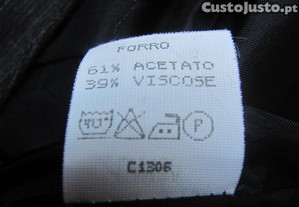 CustoJusto.pt
FORRO
61% ACETATO
39% VISCOSE
40° P
C1306